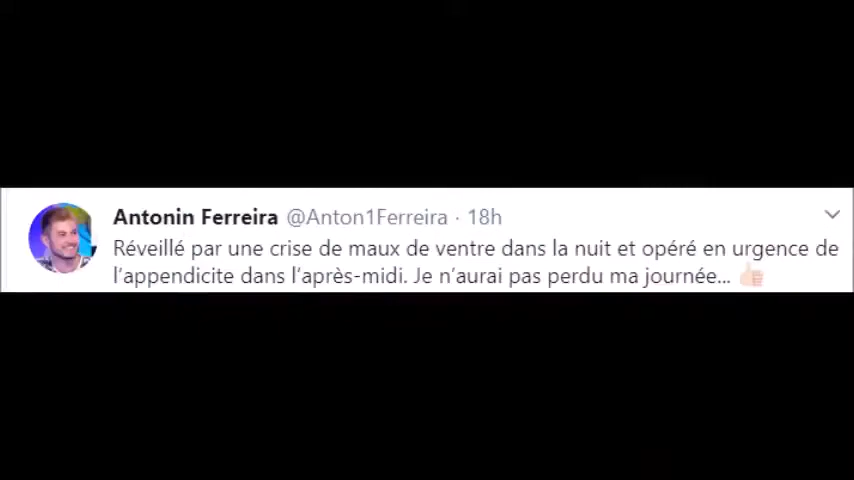 Antonin Ferreira @Anton1Ferreira · 18h
Réveillé par une crise de maux de ventre dans la nuit et opéré en urgence de
l'appendicite dans l'après-midi. Je n'aurai pas perdu ma journée... 👍🏻